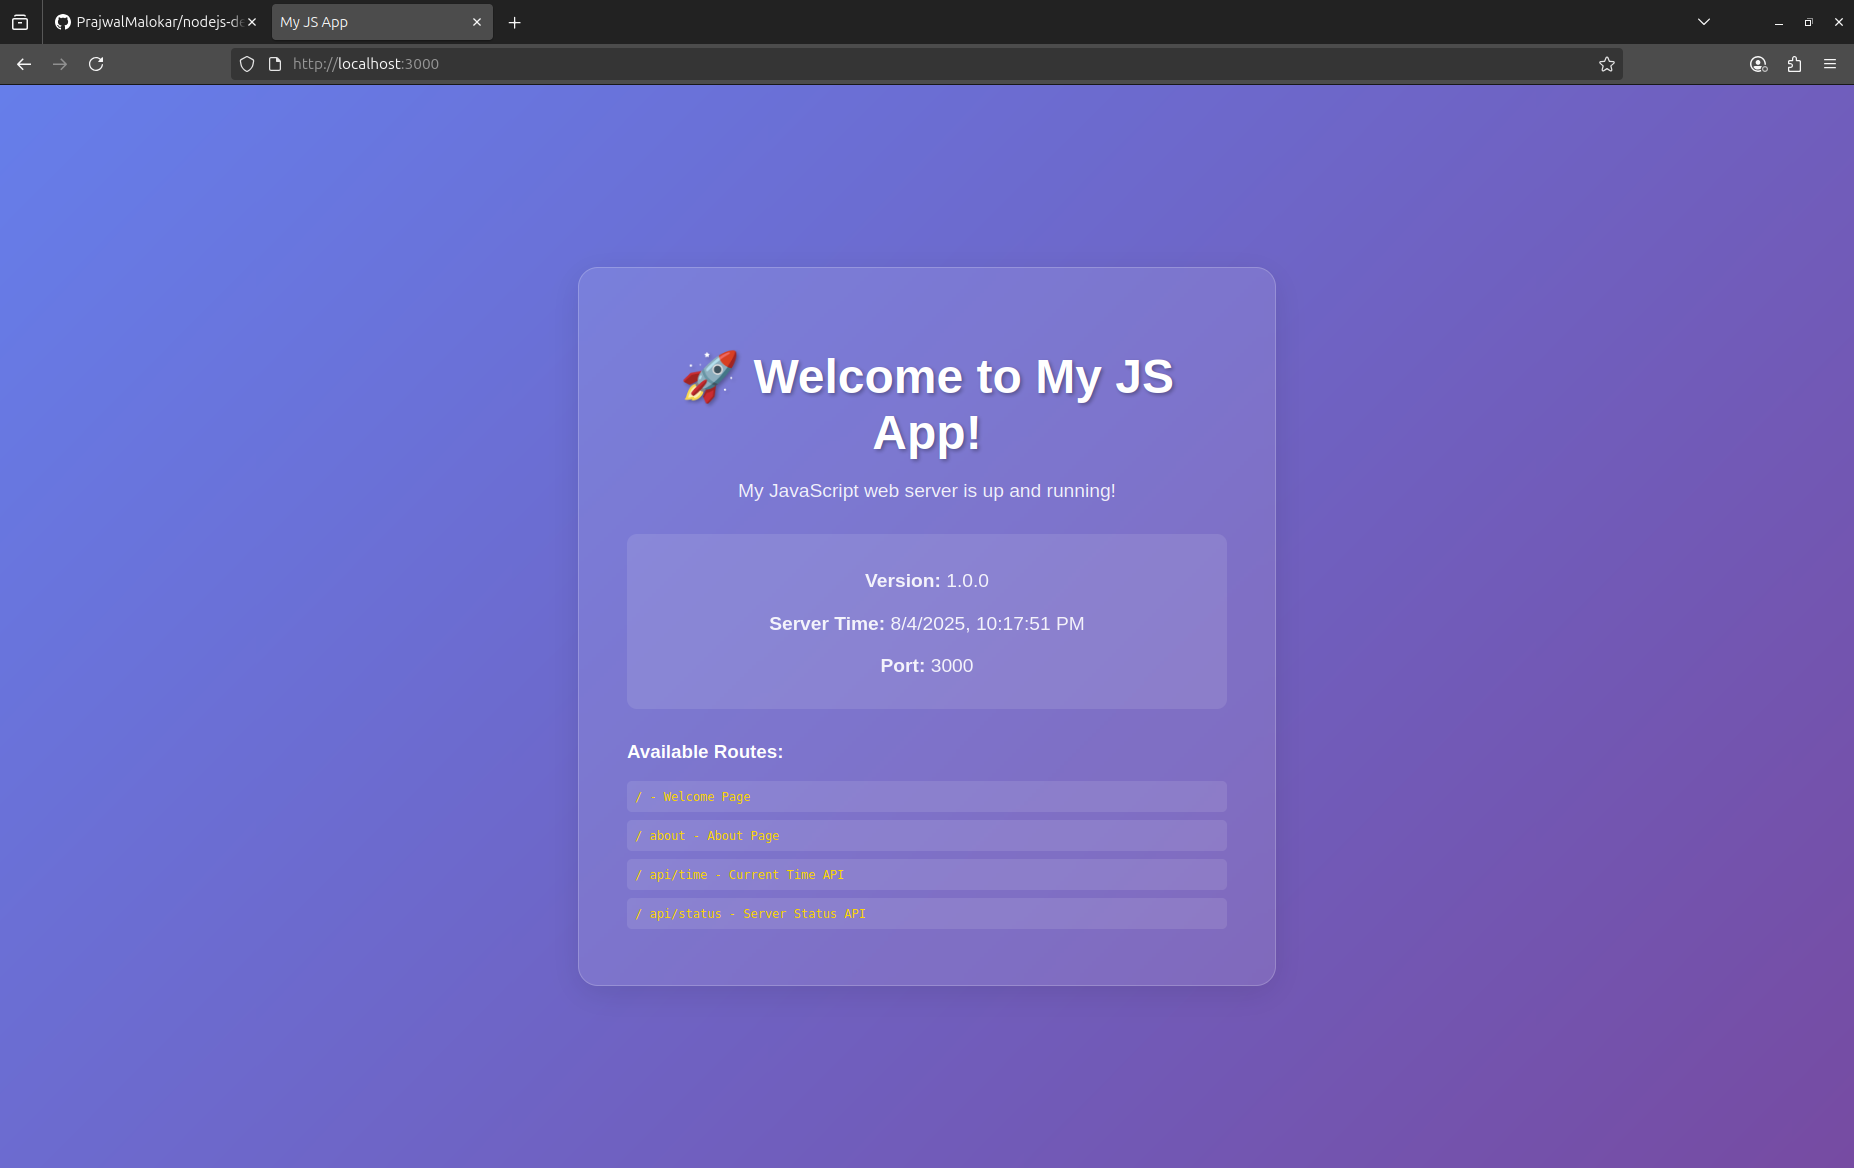 PrajwalMalokar/nodejs-de
My JS App
http://localhost:3000
🚀 Welcome to My JS
App!
My JavaScript web server is up and running!
Version: 1.0.0
Server Time: 8/4/2025, 10:17:51 PM
Port: 3000
Available Routes:
/ - Welcome Page
/ about - About Page
/ api/time - Current Time API
/ api/status - Server Status API